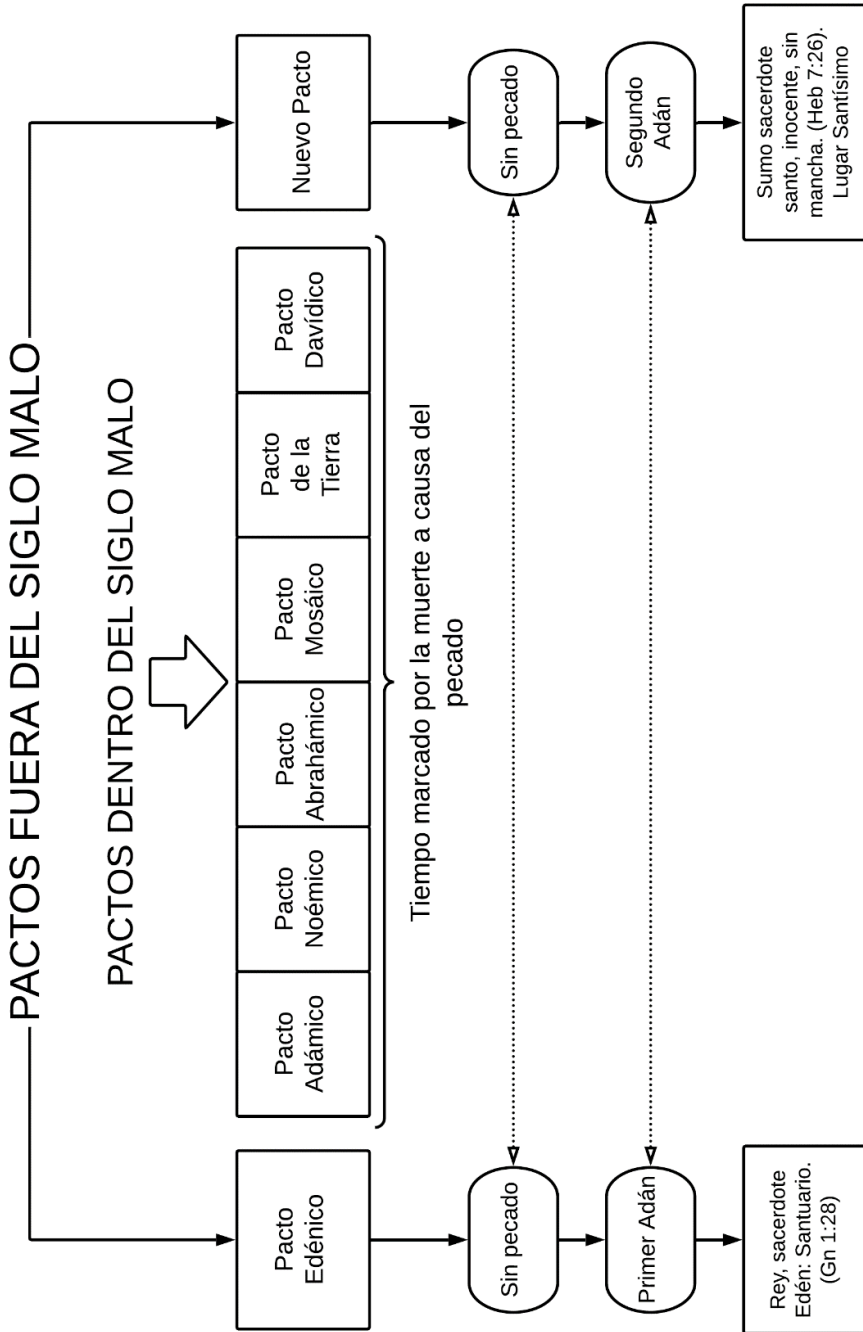 PACTOS FUERA DEL SIGLO MALO
PACTOS DENTRO DEL SIGLO MALO
Pacto
Edénico
Pacto
Adámico
Pacto
Noémico
Pacto
Abrahámico
Pacto
Mosáico
Pacto
de la
Tierra
Pacto
Davídico
Nuevo Pacto
Tiempo marcado por la muerte a causa del
pecado
Sin pecado
Sin pecado
Primer Adán
Segundo
Adán
Rey, sacerdote
Edén: Santuario.
(Gn 1:28)
Sumo sacerdote
santo, inocente, sin
mancha. (Heb 7:26).
Lugar Santísimo